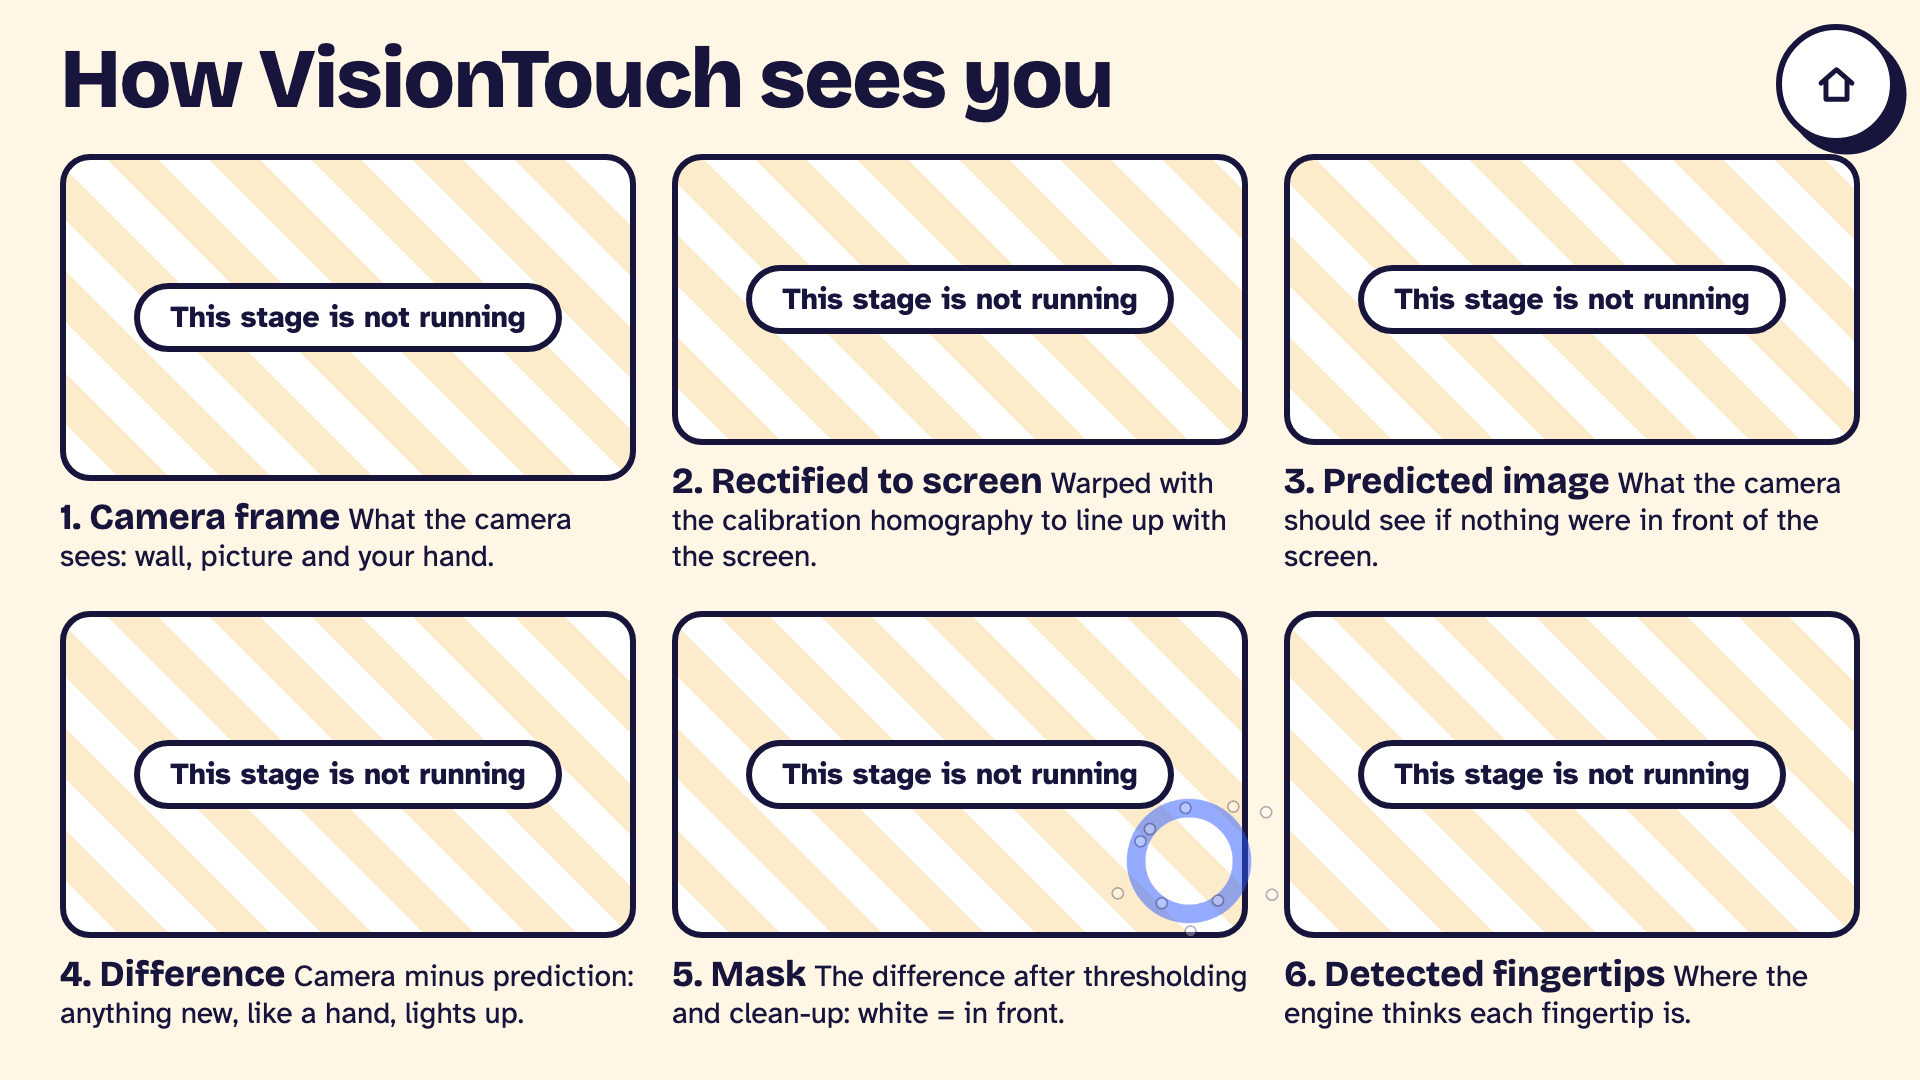 How VisionTouch sees you
This stage is not running
This stage is not running
This stage is not running
1. Camera frame What the camera
sees: wall, picture and your hand.
2. Rectified to screen Warped with
the calibration homography to line up with
the screen.
3. Predicted image What the camera
should see if nothing were in front of the
screen.
This stage is not running
This stage is not running
This stage is not running
4. Difference Camera minus prediction:
anything new, like a hand, lights up.
5. Mask The difference after thresholding
and clean-up: white = in front.
6. Detected fingertips Where the
engine thinks each fingertip is.